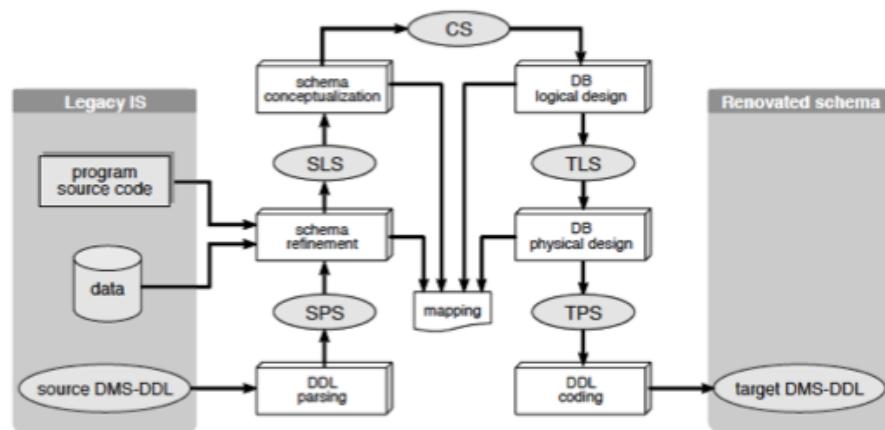 CS
schema
conceptualization
DB
logical design
Legacy IS
Renovated schema
program
source code
SLS
TLS
schema
refinement
DB
physical design
data
SPS
mapping
TPS
source DMS-DDL
DDL
parsing
DDL
coding
target DMS-DDL